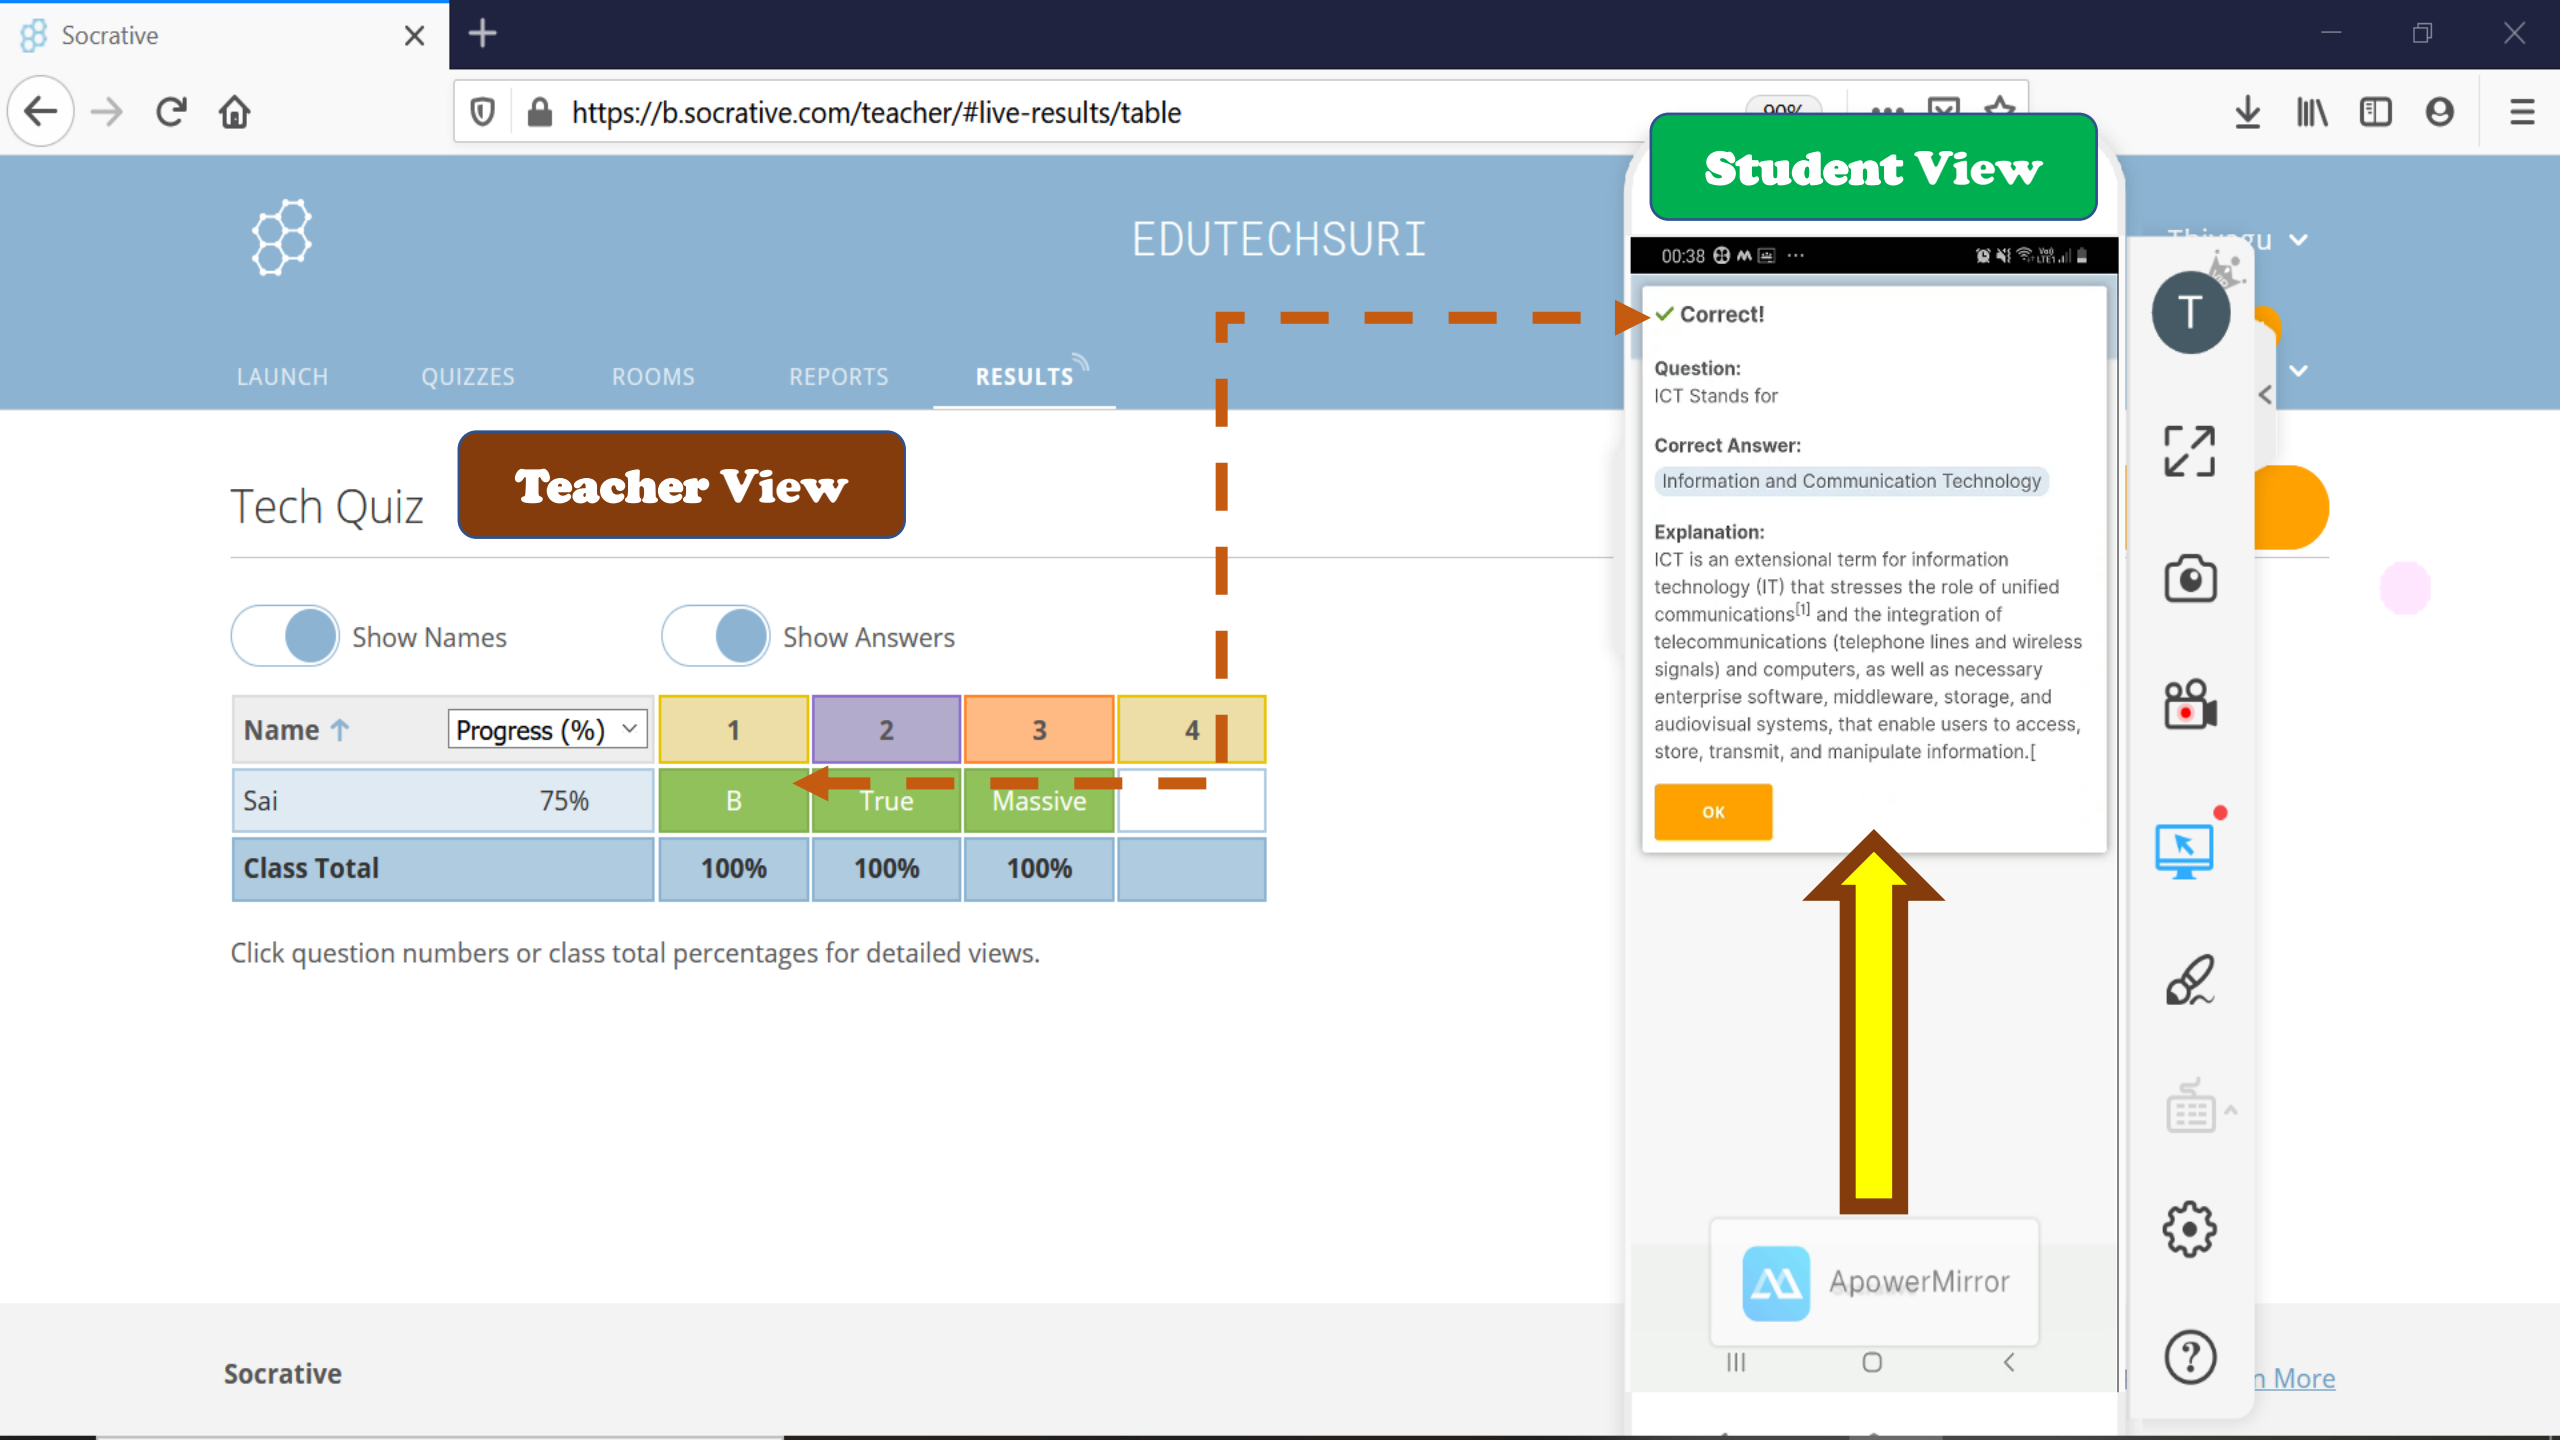 Socrative
https://b.socrative.com/teacher/#live-results/table
90%
Student View
EDUTECHSURI
LAUNCH QUIZZES ROOMS REPORTS RESULTS
Tech Quiz
Teacher View
Show Names Show Answers
Name Progress (%) 1 2 3 4
Sai 75% B True Massive
Class Total 100% 100% 100%
Click question numbers or class total percentages for detailed views.
Socrative
00:38
Correct!
Question:
ICT Stands for
Correct Answer:
Information and Communication Technology
Explanation:
ICT is an extensional term for information
technology (IT) that stresses the role of unified
communications[1] and the integration of
telecommunications (telephone lines and wireless
signals) and computers, as well as necessary
enterprise software, middleware, storage, and
audiovisual systems, that enable users to access,
store, transmit, and manipulate information.[
OK
ApowerMirror
T
More